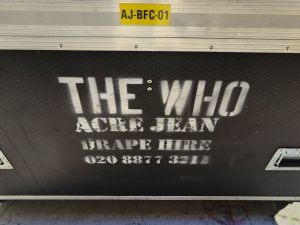 AJ-BFC-01
THE WHO
ACRE JEAN
DRAPE HIRE
020 8877 3211